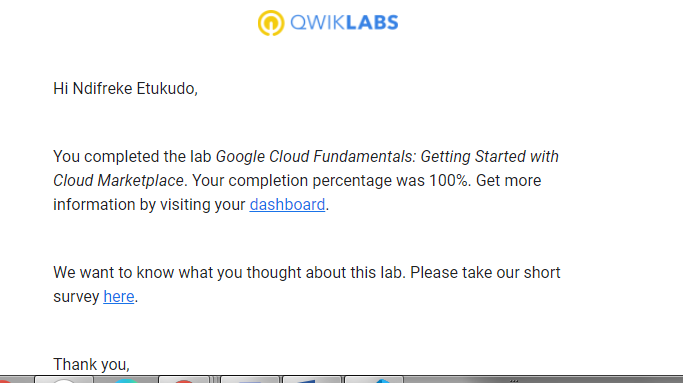 QWIKLABS
Hi Ndifreke Etukudo,
You completed the lab Google Cloud Fundamentals: Getting Started with
Cloud Marketplace. Your completion percentage was 100%. Get more
information by visiting your dashboard.
We want to know what you thought about this lab. Please take our short
survey here.
Thank you,